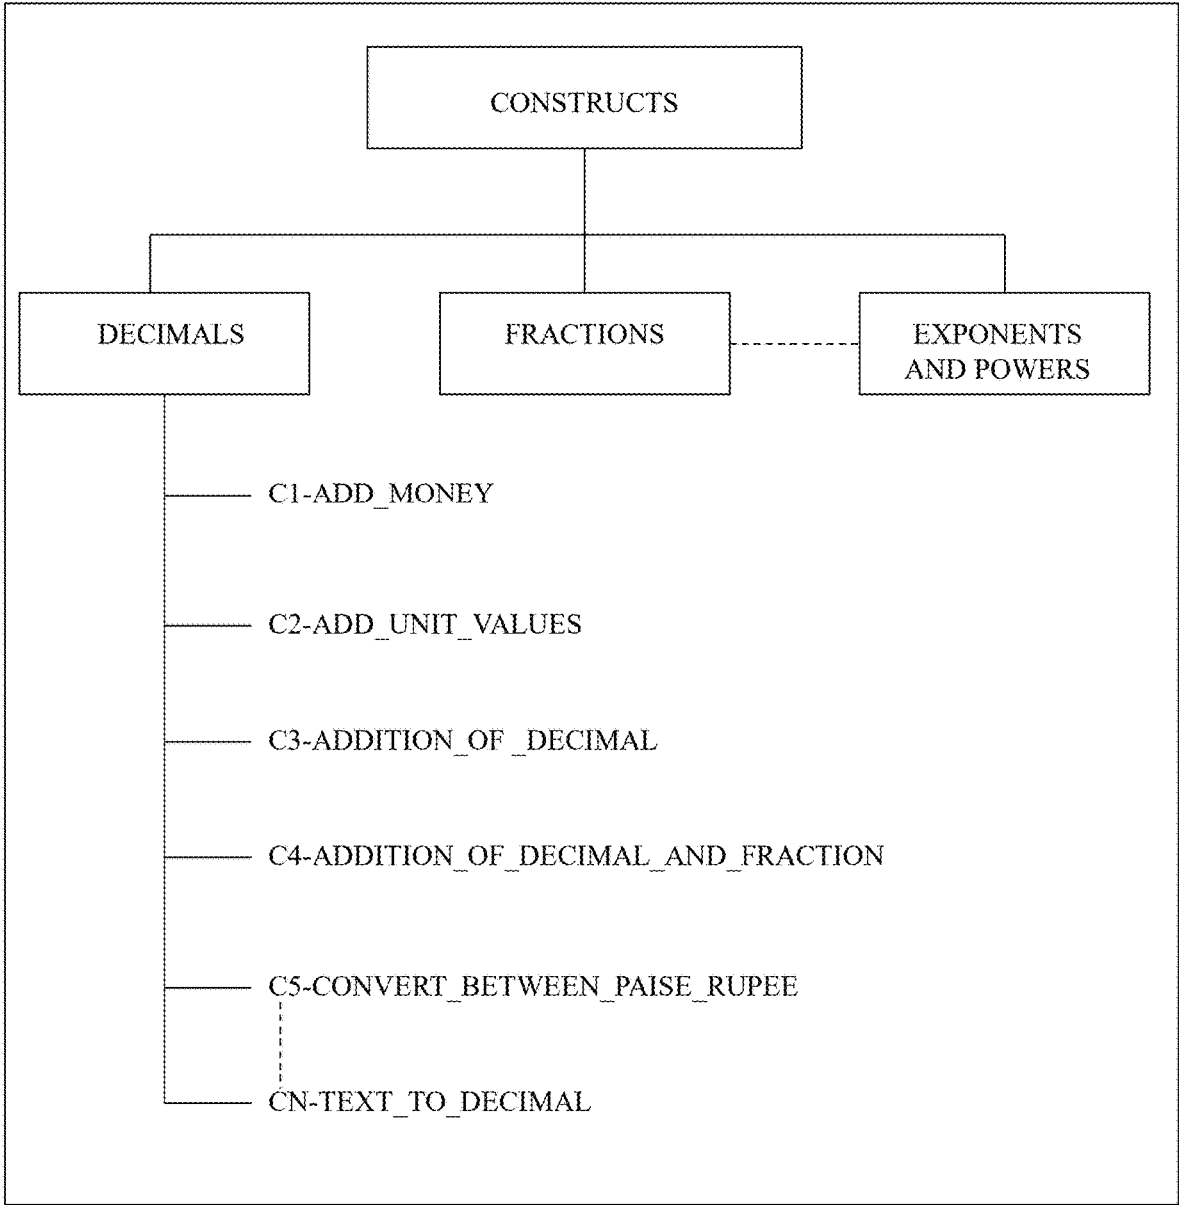 CONSTRUCTS
DECIMALS
FRACTIONS
EXPONENTS
AND POWERS
C1-ADD_MONEY
C2-ADD_UNIT_VALUES
C3-ADDITION_OF _DECIMAL
C4-ADDITION_OF_DECIMAL_AND_FRACTION
C5-CONVERT_BETWEEN_PAISE_RUPEE
CN-TEXT_TO_DECIMAL